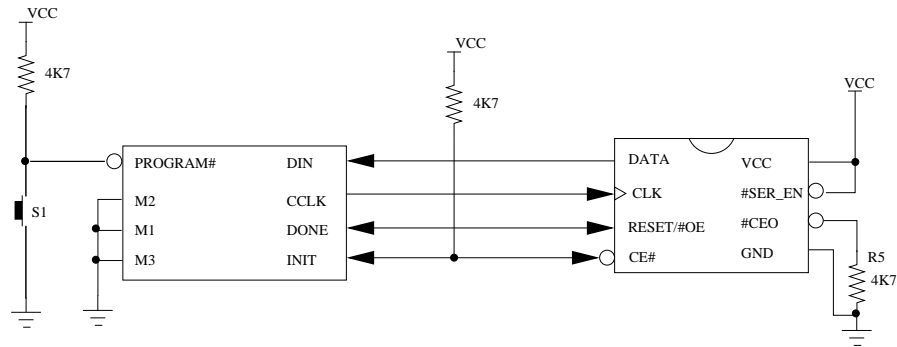 VCC
4K7
S1
PROGRAM#
M2
M1
M3
DIN
CCLK
DONE
INIT
VCC
4K7
DATA
CLK
RESET/#OE
CE#
VCC
#SER_EN
#CEO
GND
VCC
R5
4K7